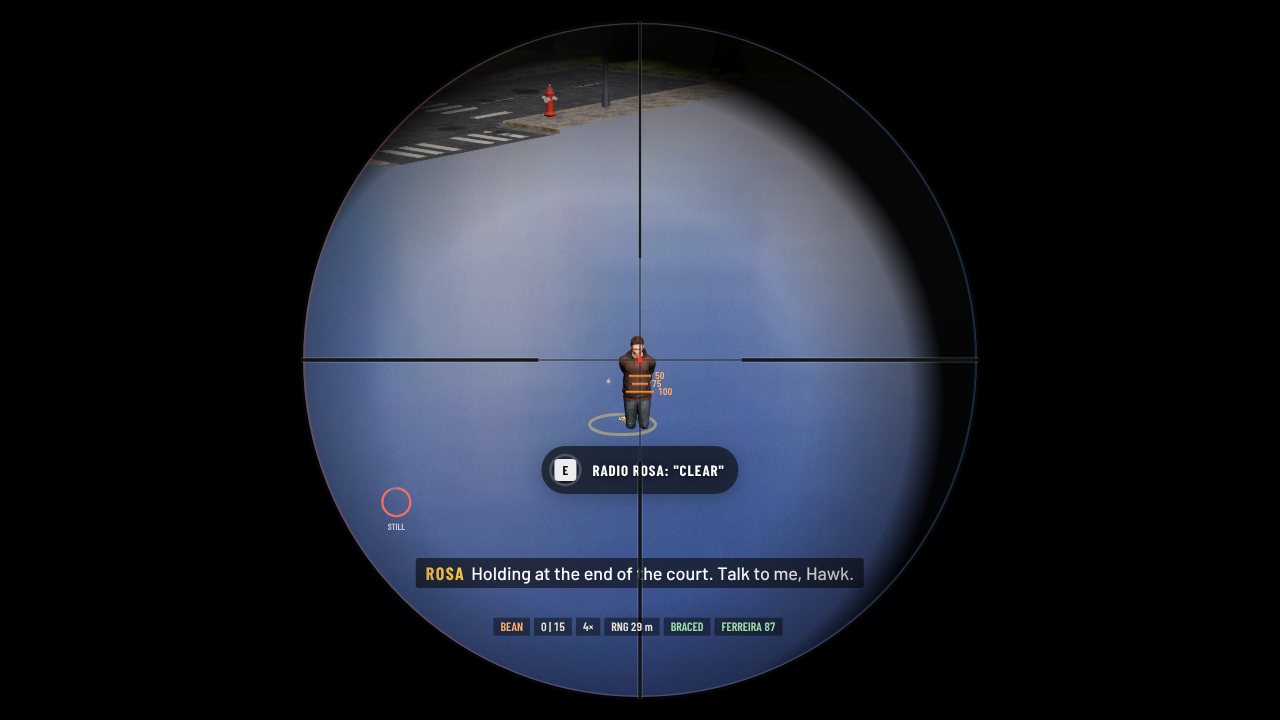 50
75
100
E RADIO ROSA: "CLEAR"
STILL
ROSA Holding at the end of the court. Talk to me, Hawk.
BEAN 0|15 4× RNG 29 m BRACED FERREIRA 87